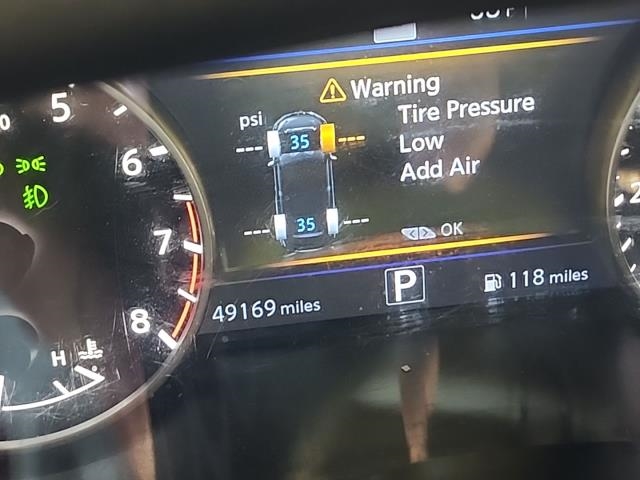 Warning
Tire Pressure
Low
Add Air
psi
--- 35 ---
--- 35 ---
OK
P
49169 miles
118 miles
5
6
7
8
H